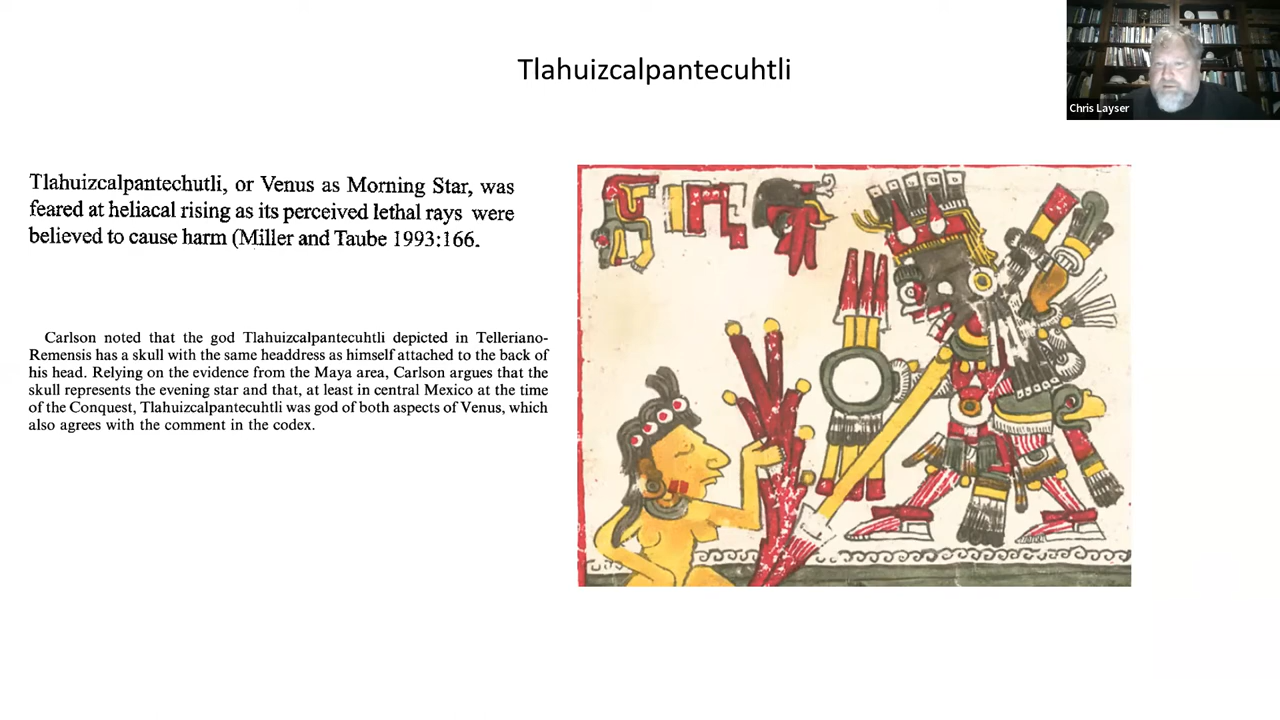 Tlahuizcalpantecuhtli
Chris Layser
Tlahuizcalpantechutli, or Venus as Morning Star, was
feared at heliacal rising as its perceived lethal rays were
believed to cause harm (Miller and Taube 1993:166.
Carlson noted that the god Tlahuizcalpantecuhtli depicted in Telleriano-
Remensis has a skull with the same headdress as himself attached to the back of
his head. Relying on the evidence from the Maya area, Carlson argues that the
skull represents the evening star and that, at least in central Mexico at the time
of the Conquest, Tlahuizcalpantecuhtli was god of both aspects of Venus, which
also agrees with the comment in the codex.